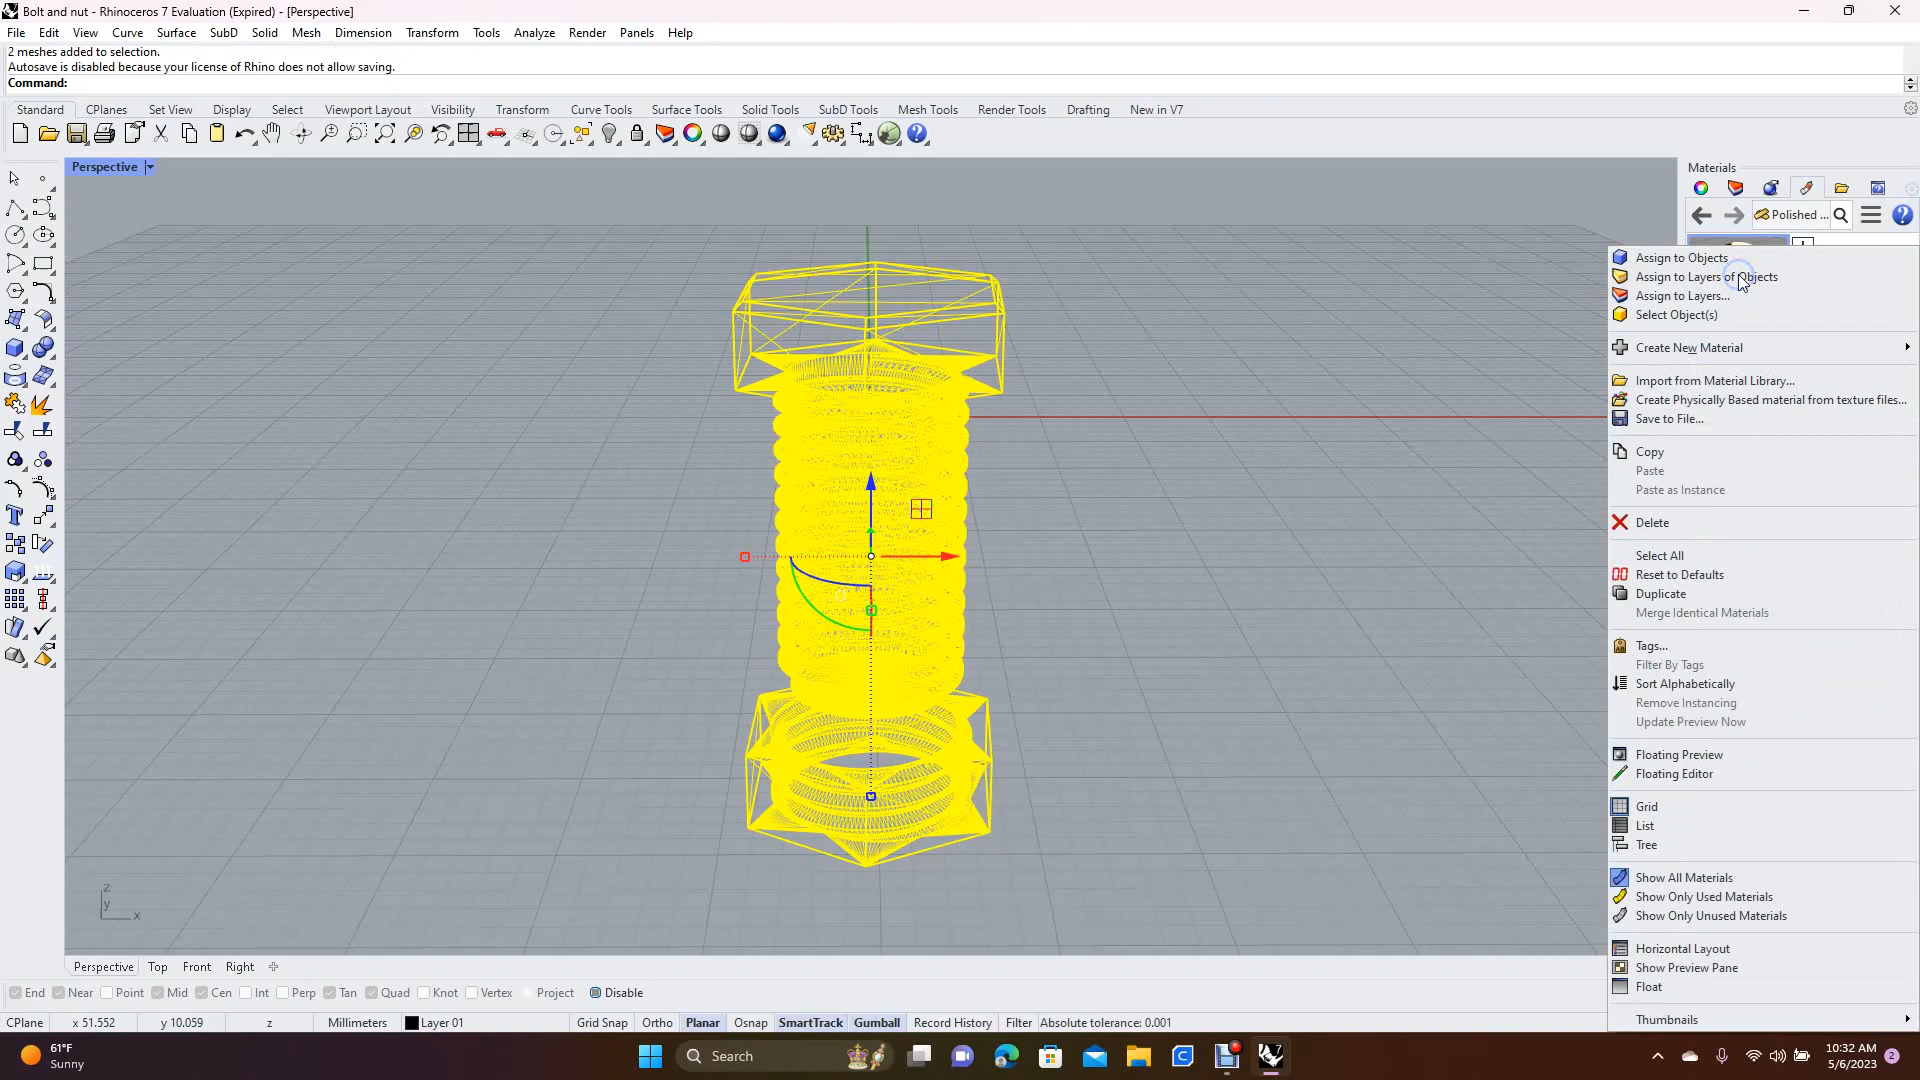 Bolt and nut - Rhinoceros 7 Evaluation (Expired) - [Perspective]
File Edit View Curve Surface SubD Solid Mesh Dimension Transform Tools Analyze Render Panels Help
2 meshes added to selection.
Autosave is disabled because your license of Rhino does not allow saving.
Command:
Standard CPlanes Set View Display Select Viewport Layout Visibility Transform Curve Tools Surface Tools Solid Tools SubD Tools Mesh Tools Render Tools Drafting New in V7
Perspective
Materials
Polished ...
Assign to Objects
Assign to Layers of Objects
Assign to Layers...
Select Object(s)
Create New Material
Import from Material Library...
Create Physically Based material from texture files...
Save to File...
Copy
Paste
Paste as Instance
Delete
Select All
Reset to Defaults
Duplicate
Merge Identical Materials
Tags...
Filter By Tags
Sort Alphabetically
Remove Instancing
Update Preview Now
Floating Preview
Floating Editor
Grid
List
Tree
Show All Materials
Show Only Used Materials
Show Only Unused Materials
Horizontal Layout
Show Preview Pane
Float
Thumbnails
z
y
x
Perspective Top Front Right
End Near Point Mid Cen Int Perp Tan Quad Knot Vertex Project Disable
CPlane x 51.552 y 10.059 z Millimeters Layer 01 Grid Snap Ortho Planar Osnap SmartTrack Gumball Record History Filter Absolute tolerance: 0.001
61°F
Sunny
Search
10:32 AM
5/6/2023
2